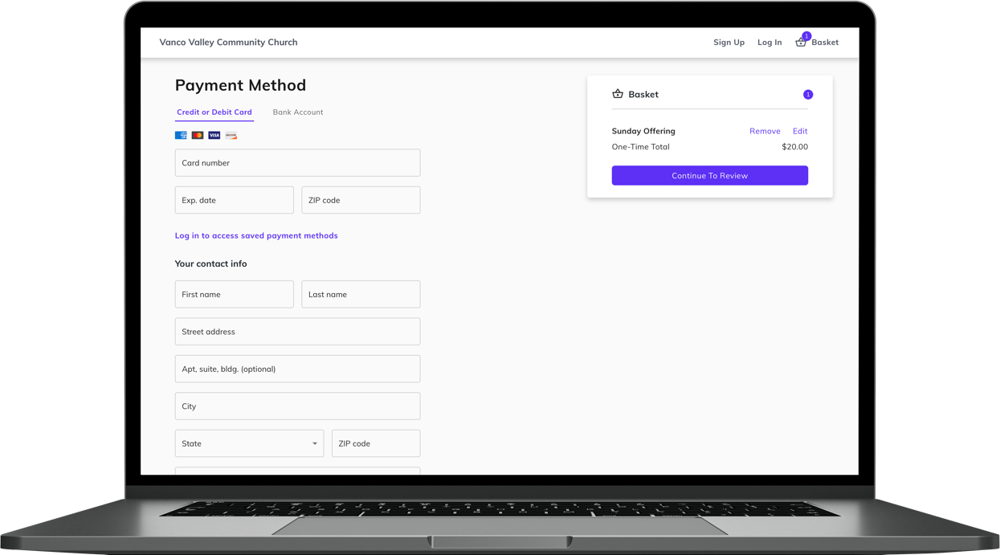 Vanco Valley Community Church
Sign Up Log In 1 Basket
Payment Method
Credit or Debit Card Bank Account
VISA
Card number
Exp. date ZIP code
Log in to access saved payment methods
Your contact info
First name Last name
Street address
Apt, suite, bldg. (optional)
City
State ZIP code
Basket 1
Sunday Offering Remove Edit
One-Time Total $20.00
Continue To Review